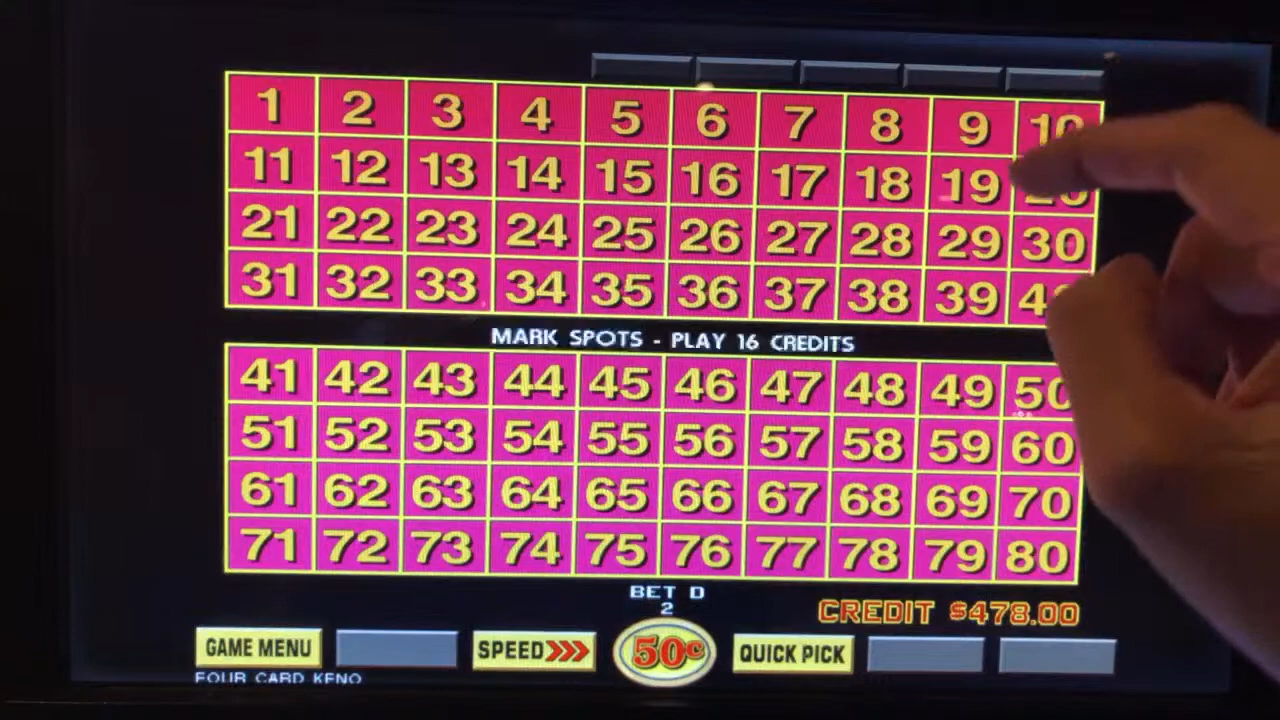 1 2 3 4 5 6 7 8 9 10
11 12 13 14 15 16 17 18 19
21 22 23 24 25 26 27 28 29 30
31 32 33 34 35 36 37 38 39
MARK SPOTS - PLAY 16 CREDITS
41 42 43 44 45 46 47 48 49 50
51 52 53 54 55 56 57 58 59 60
61 62 63 64 65 66 67 68 69 70
71 72 73 74 75 76 77 78 79 80
BET D
2
CREDIT $478.00
GAME MENU SPEED>>> 50¢ QUICK PICK
FOUR CARD KENO